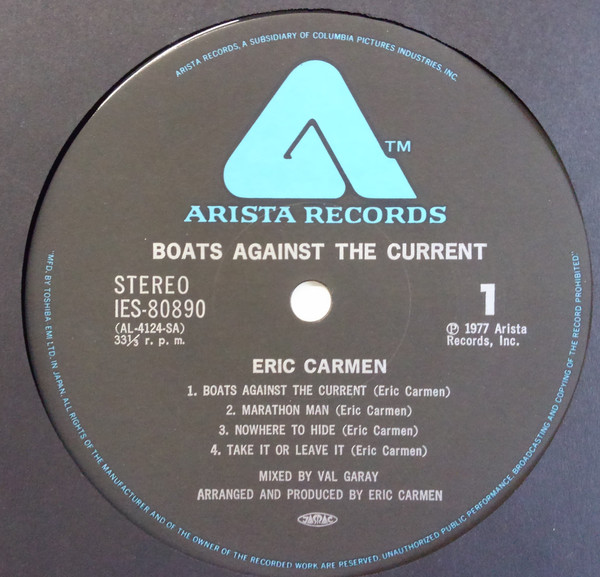 ARISTA RECORDS, A SUBSIDIARY OF COLUMBIA PICTURES INDUSTRIES, INC.
TM
ARISTA RECORDS
BOATS AGAINST THE CURRENT
STEREO
IES-80890
(AL-4124-SA)
33⅓ r. p. m.
1
Ⓟ 1977 Arista
Records, Inc.
ERIC CARMEN
1. BOATS AGAINST THE CURRENT (Eric Carmen)
2. MARATHON MAN (Eric Carmen)
3. NOWHERE TO HIDE (Eric Carmen)
4. TAKE IT OR LEAVE IT (Eric Carmen)
MIXED BY VAL GARAY
ARRANGED AND PRODUCED BY ERIC CARMEN
JASRAC
"MFD. BY TOSHIBA EMI LTD. IN JAPAN. ALL RIGHTS OF THE MANUFACTURER AND OF THE OWNER OF THE RECORDED WORK ARE RESERVED. UNAUTHORIZED PUBLIC PERFORMANCE, BROADCASTING AND COPYING OF THE RECORD PROHIBITED."